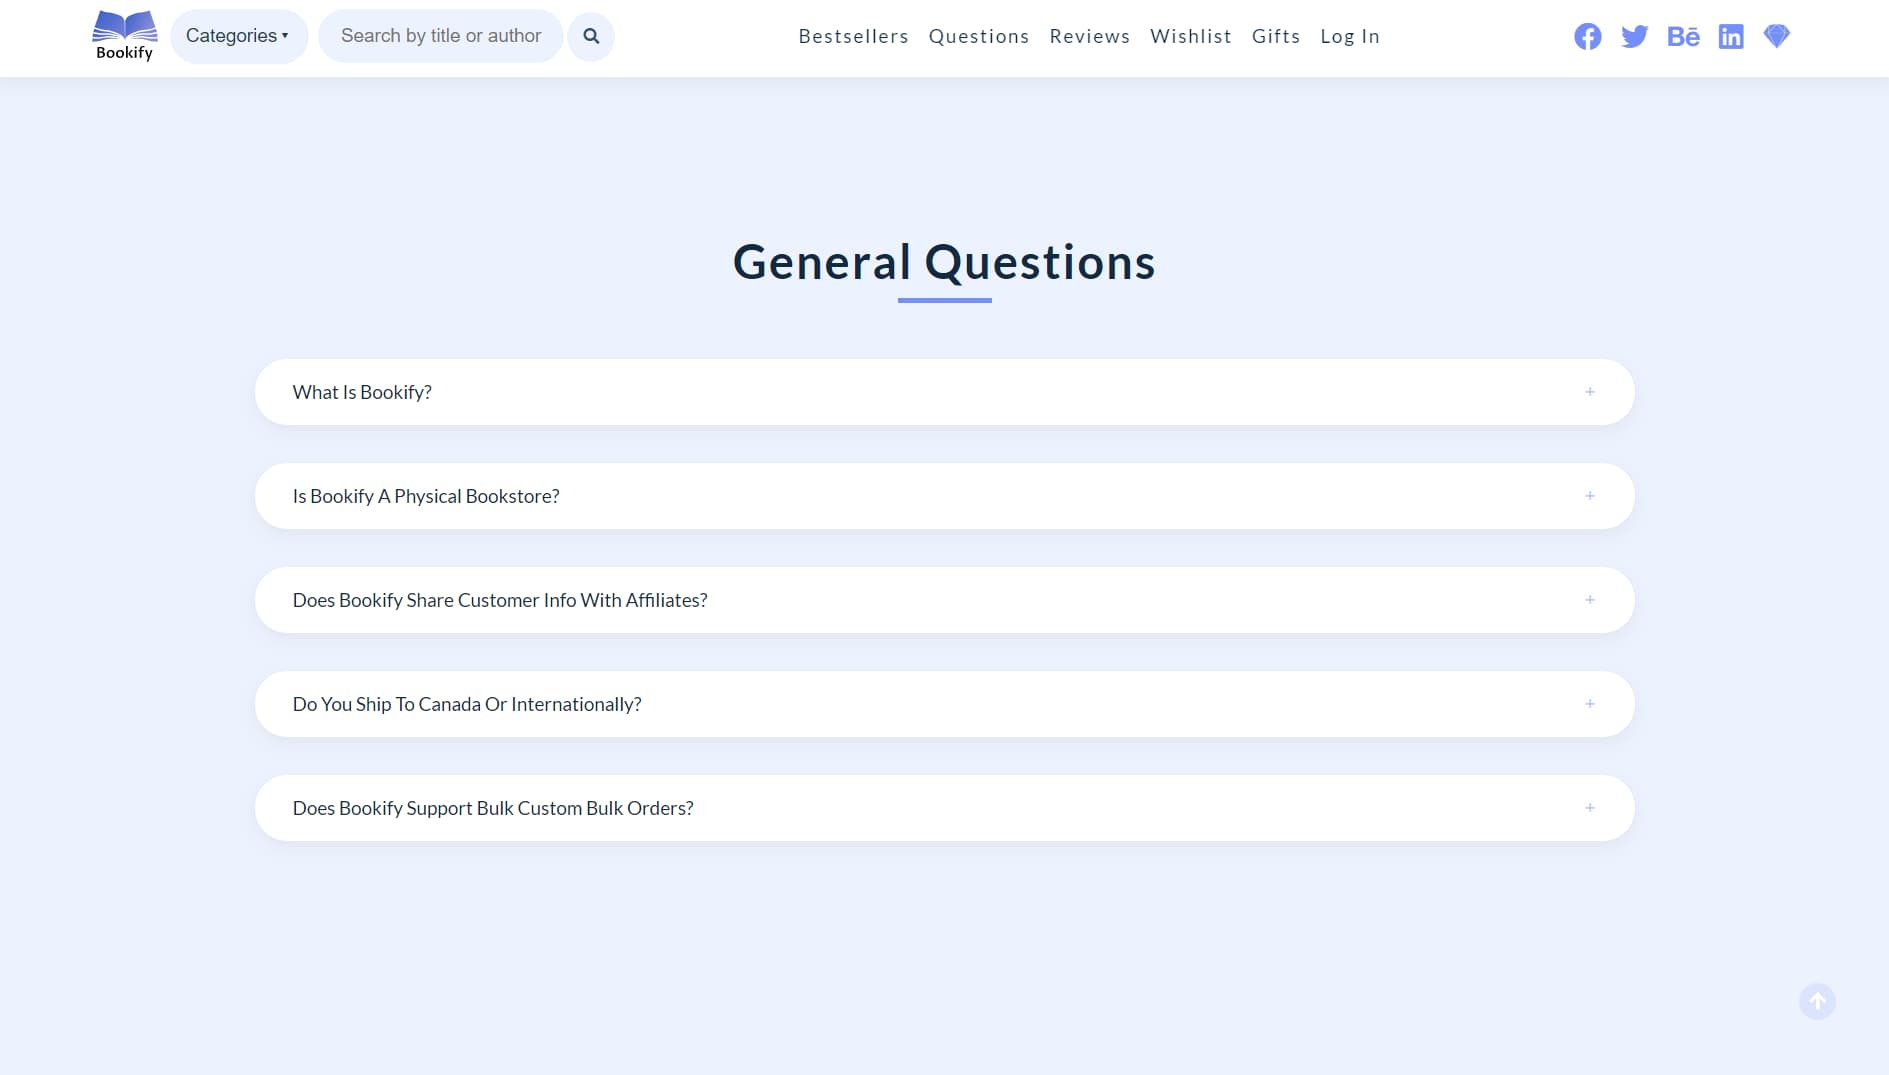 Bookify
Categories
Search by title or author
Bestsellers Questions Reviews Wishlist Gifts Log In
Bē
in
General Questions
What Is Bookify? +
Is Bookify A Physical Bookstore? +
Does Bookify Share Customer Info With Affiliates? +
Do You Ship To Canada Or Internationally? +
Does Bookify Support Bulk Custom Bulk Orders? +